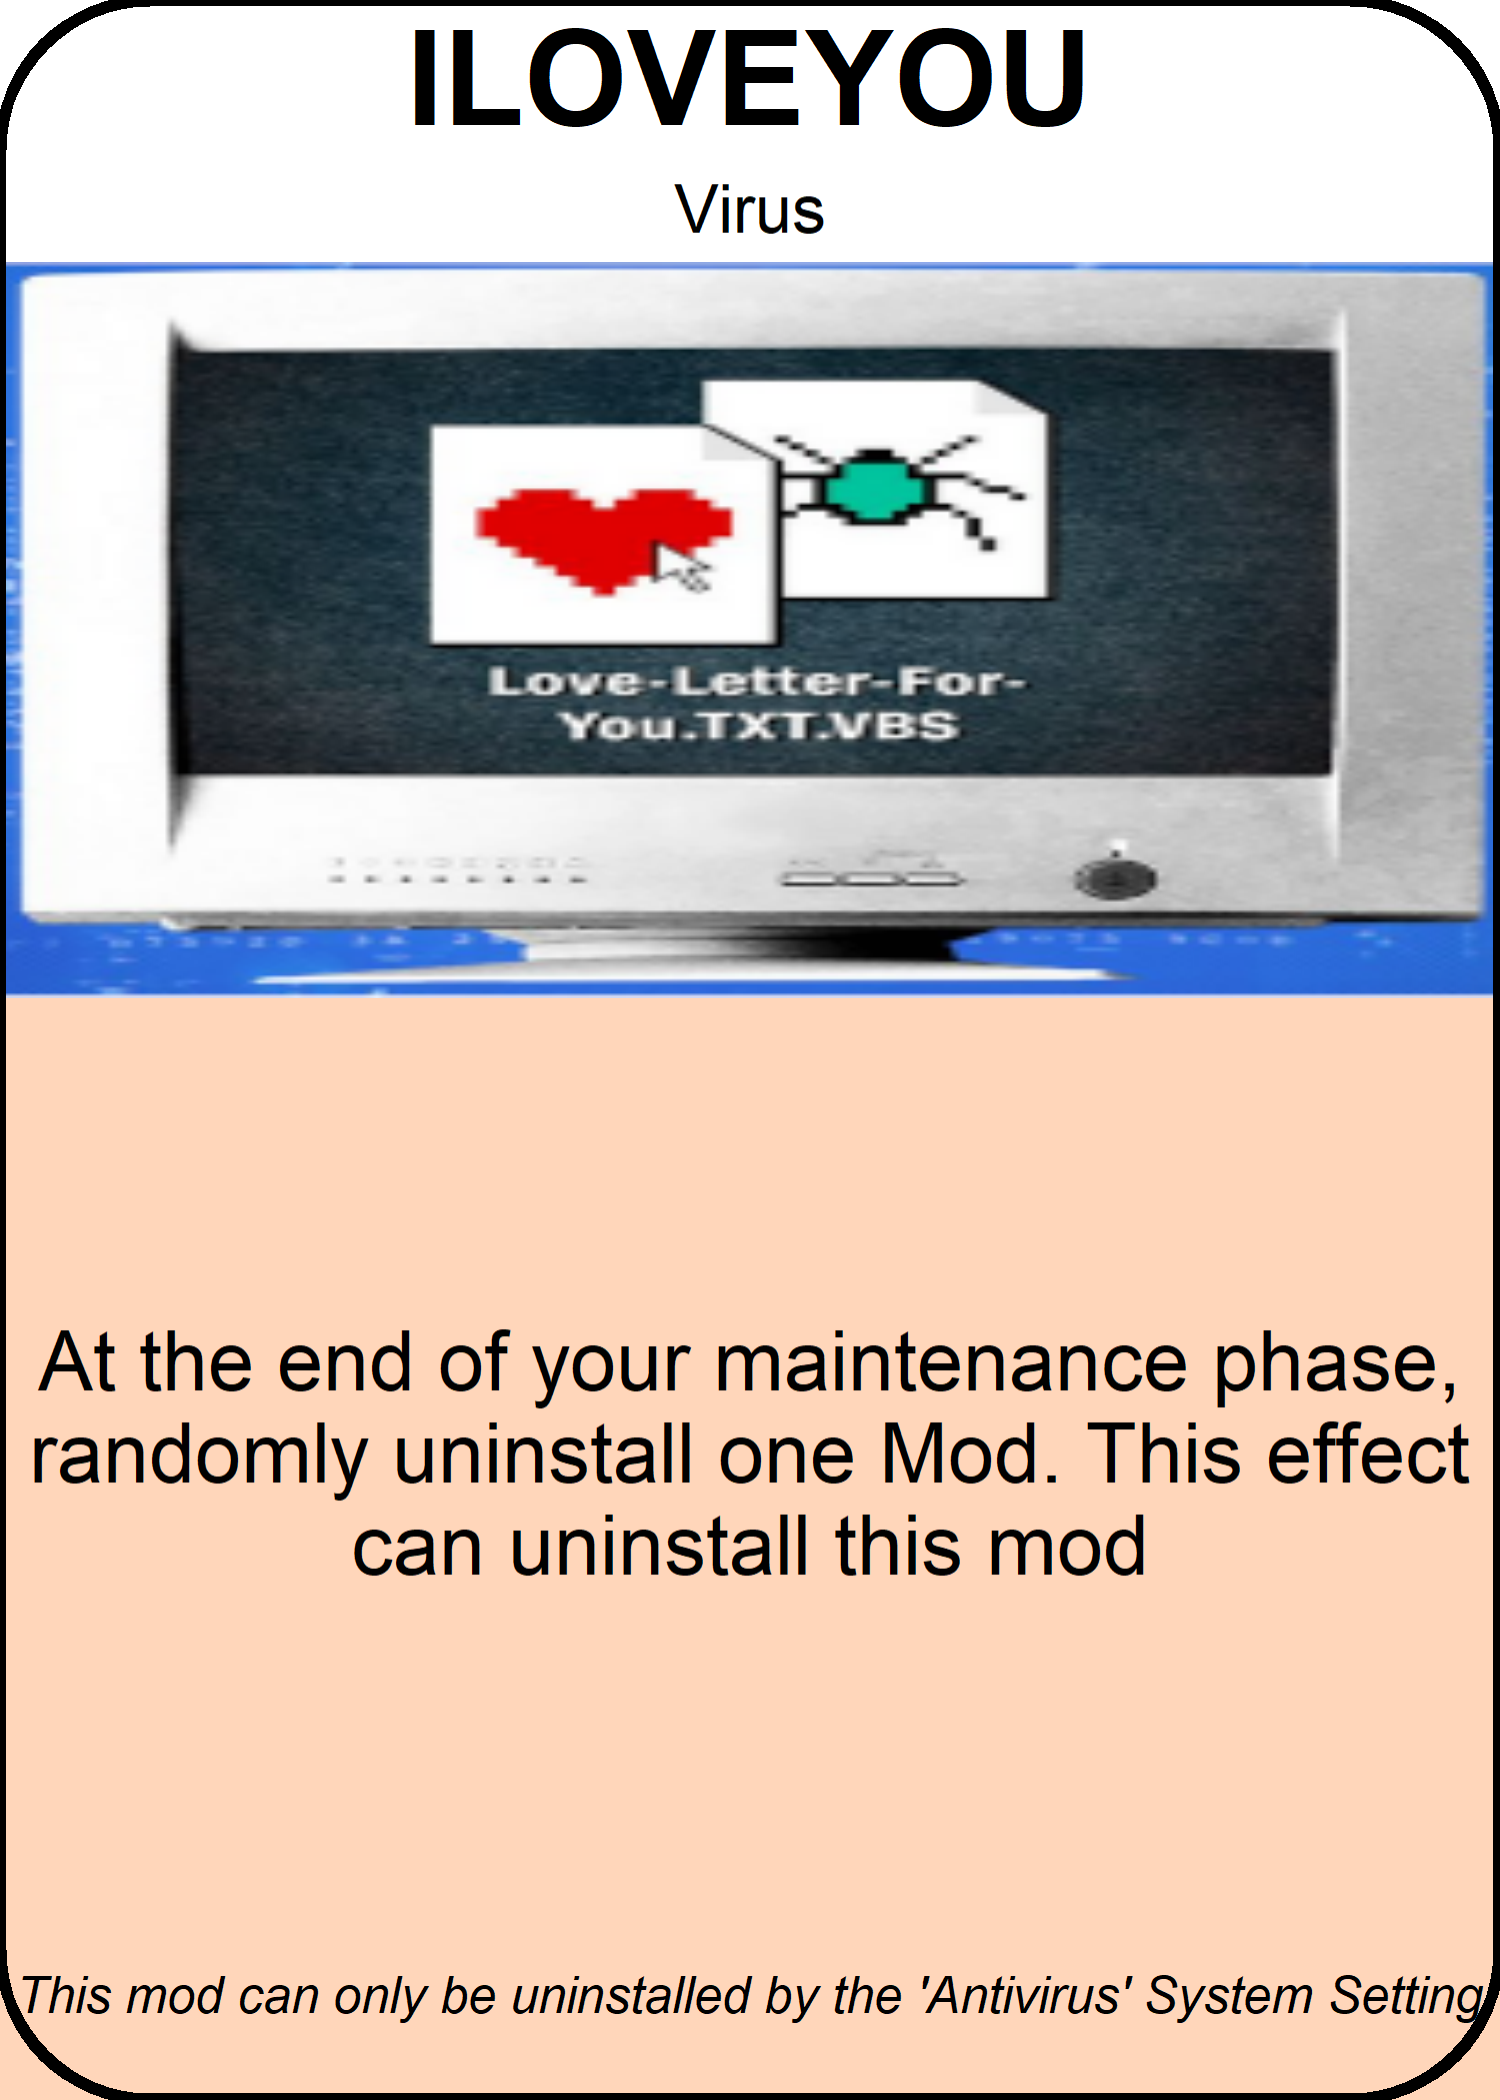 ILOVEYOU
Virus
Love-Letter-For-
You.TXT.VBS
At the end of your maintenance phase,
randomly uninstall one Mod. This effect
can uninstall this mod
This mod can only be uninstalled by the 'Antivirus' System Setting